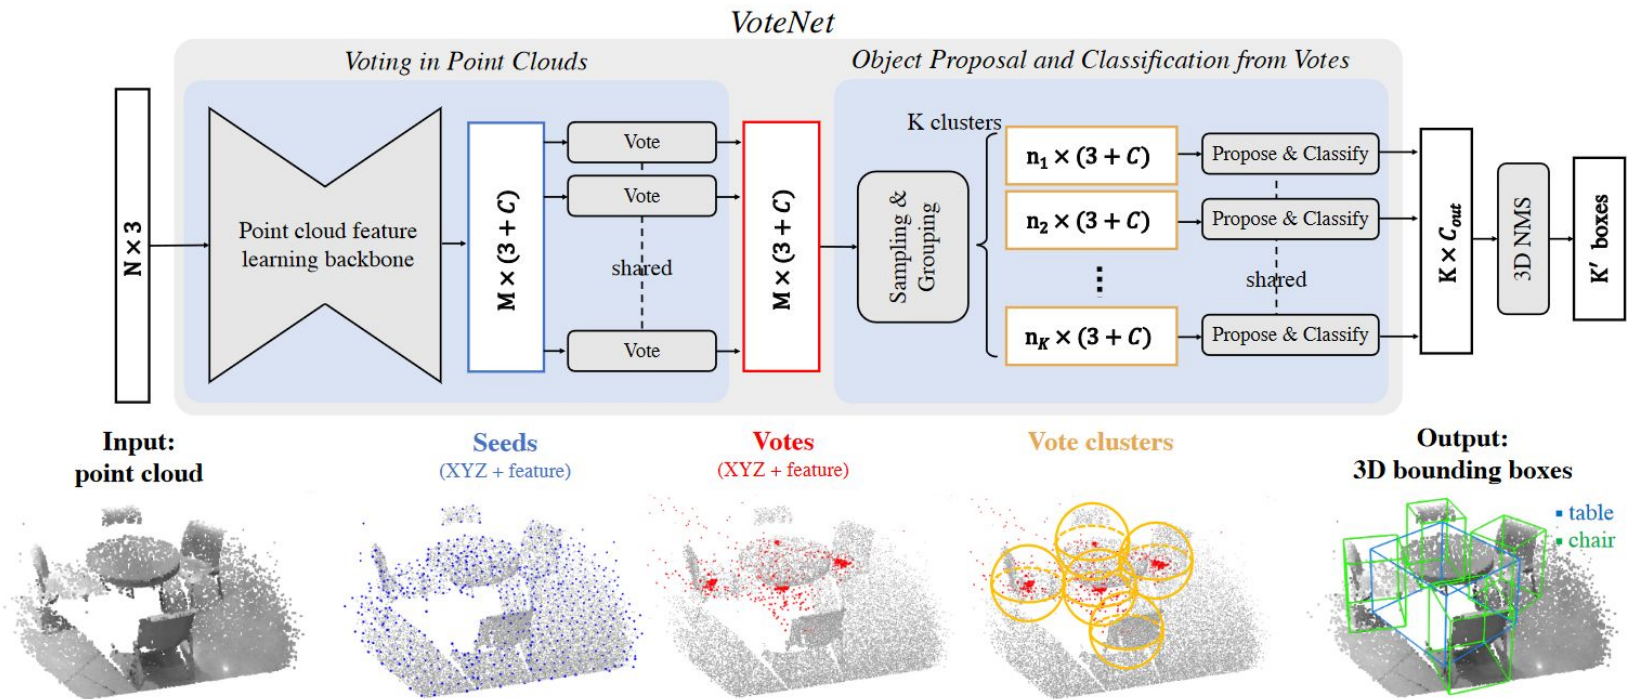 VoteNet
Voting in Point Clouds
Object Proposal and Classification from Votes
N × 3
Point cloud feature
learning backbone
M × (3 + C)
Vote
Vote
shared
Vote
M × (3 + C)
Sampling &
Grouping
K clusters
n₁ × (3 + C)
n₂ × (3 + C)
⋮
n_K × (3 + C)
Propose & Classify
Propose & Classify
shared
Propose & Classify
K × C_out
3D NMS
K′ boxes
Input:
point cloud
Seeds
(XYZ + feature)
Votes
(XYZ + feature)
Vote clusters
Output:
3D bounding boxes
table
chair